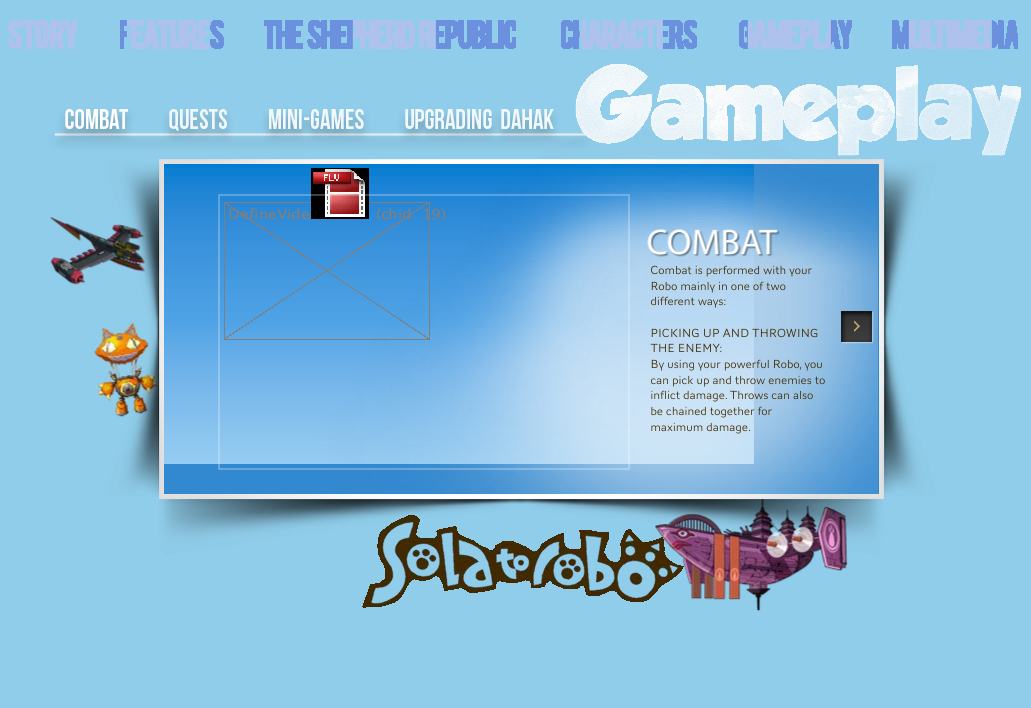 STORY FEATURES THE SHEPHERD REPUBLIC CHARACTERS GAMEPLAY MULTIMEDIA
Gameplay
COMBAT QUESTS MINI-GAMES UPGRADING DAHAK
FLV
DefineVide (chid: 19)
COMBAT
Combat is performed with your
Robo mainly in one of two
different ways:
PICKING UP AND THROWING
THE ENEMY:
By using your powerful Robo, you
can pick up and throw enemies to
inflict damage. Throws can also
be chained together for
maximum damage.
Solatorobo